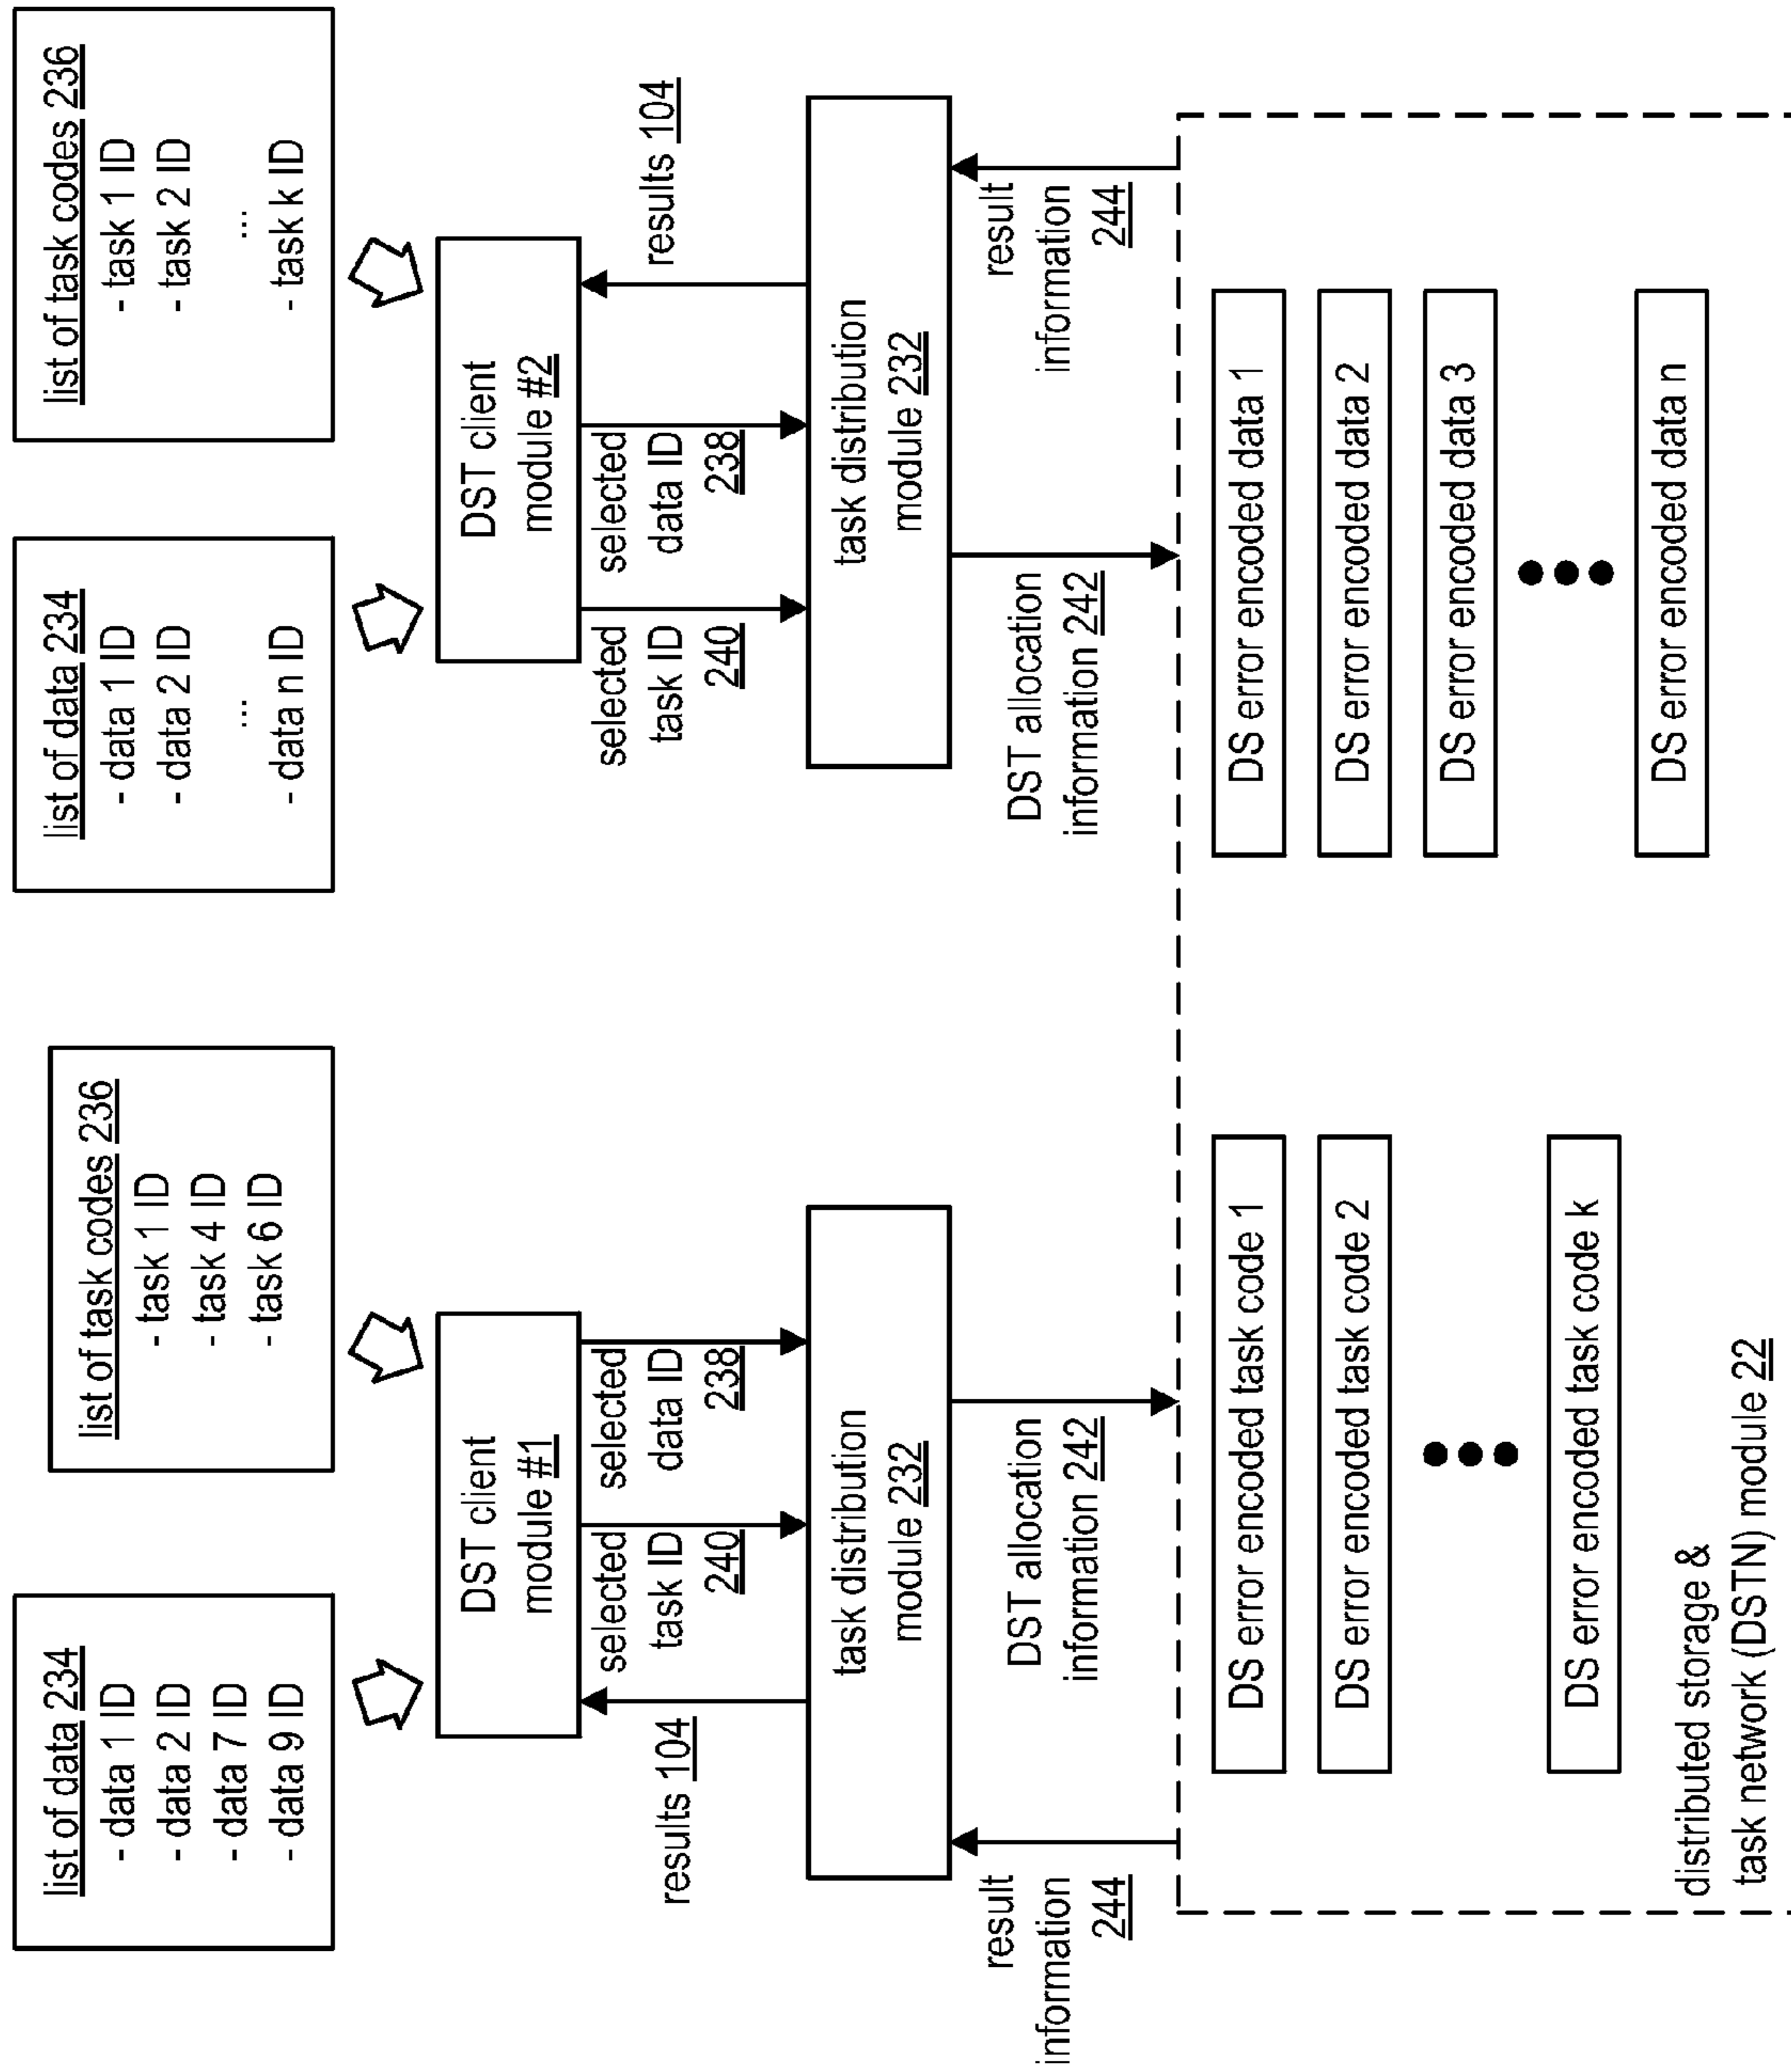 list of data 234
- data 1 ID
- data 2 ID
- data 7 ID
- data 9 ID
list of task codes 236
- task 1 ID
- task 4 ID
- task 6 ID
list of data 234
- data 1 ID
- data 2 ID
...
- data n ID
list of task codes 236
- task 1 ID
- task 2 ID
...
- task k ID
DST client
module #1
results 104
selected
task ID
240
selected
data ID
238
task distribution
module 232
result
information
244
DST allocation
information 242
DST client
module #2
selected
task ID
240
selected
data ID
238
results 104
task distribution
module 232
DST allocation
information 242
result
information
244
DS error encoded task code 1
DS error encoded task code 2
DS error encoded task code k
DS error encoded data 1
DS error encoded data 2
DS error encoded data 3
DS error encoded data n
distributed storage &
task network (DSTN) module 22